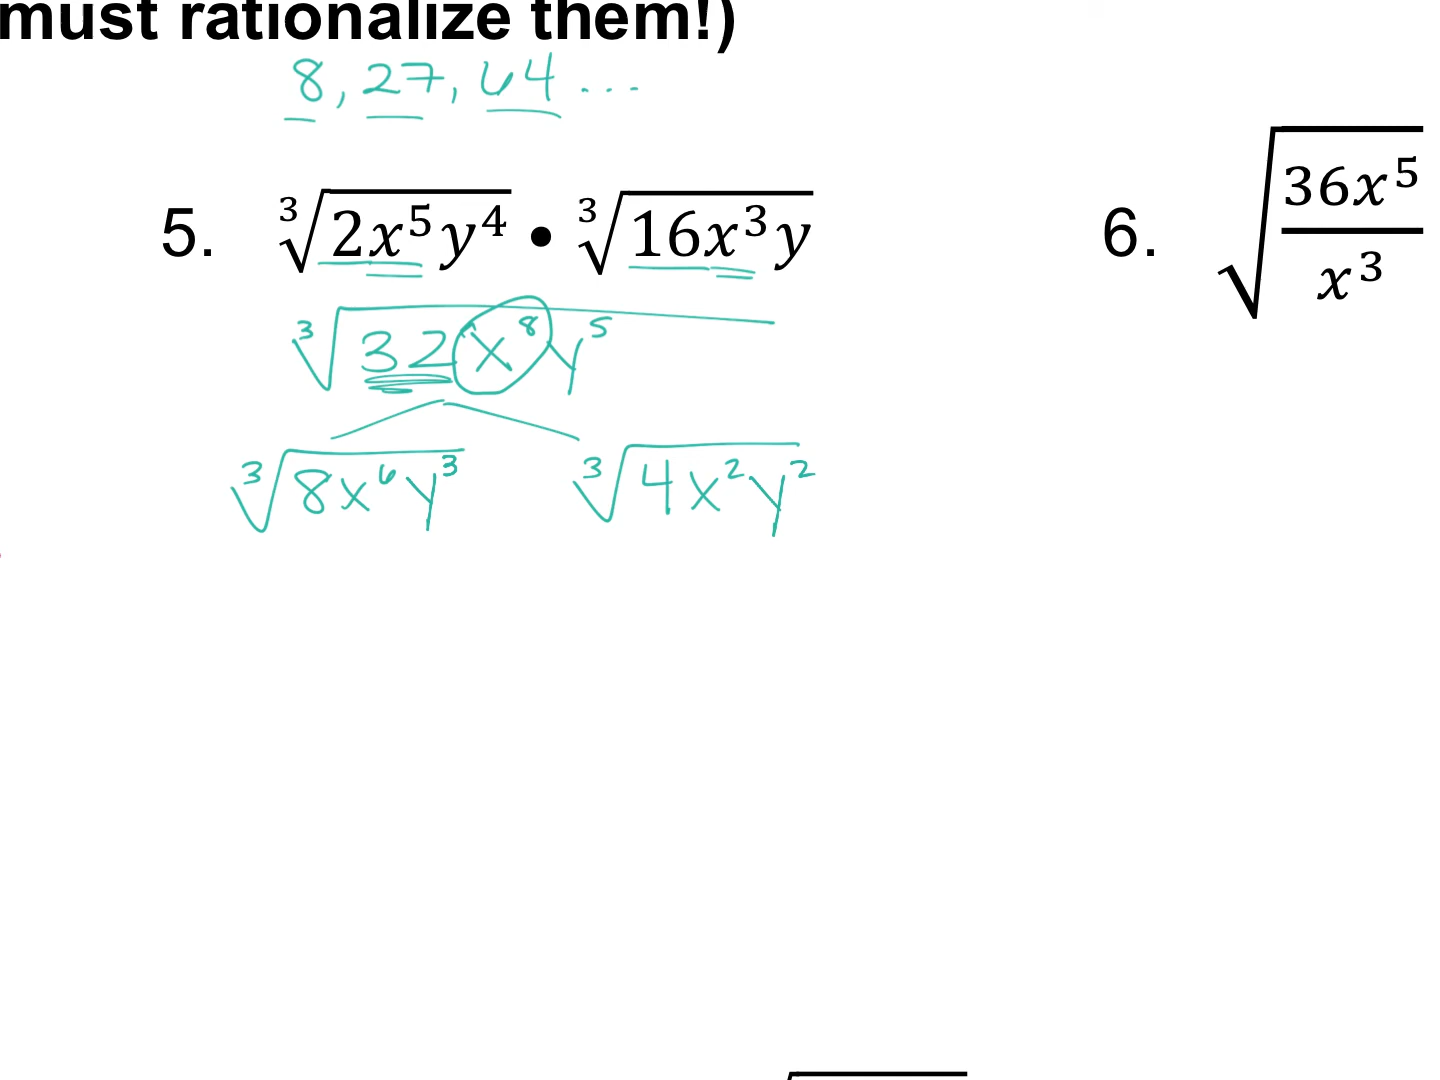 must rationalize them!)
8, 27, 64 ...
5. ∛(2x⁵y⁴) • ∛(16x³y)
6. √(36x⁵/x³)
∛(32x⁸y⁵)
∛(8x⁶y³) ∛(4x²y²)